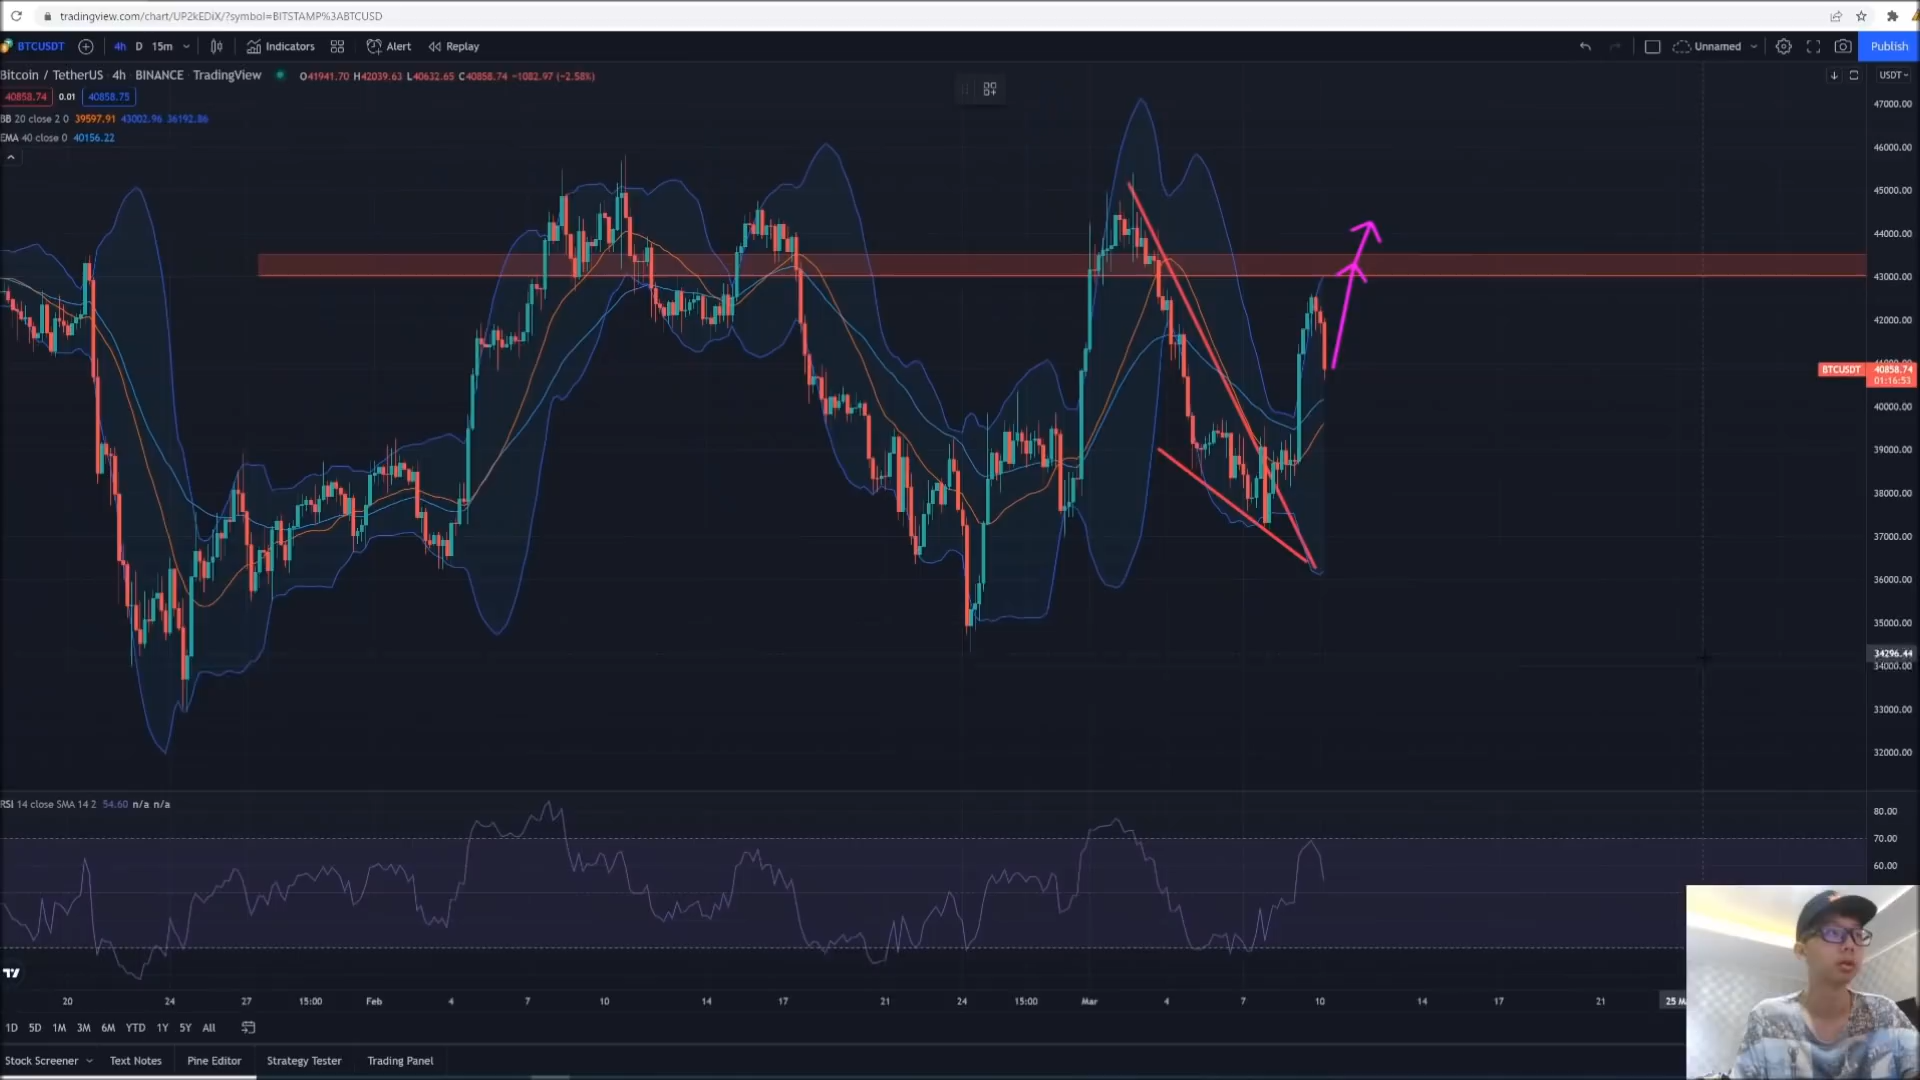 tradingview.com/chart/UP2kEDiX/?symbol=BITSTAMP%3ABTCUSD
BTCUSDT 4h D 15m Indicators Alert Replay Unnamed Publish
Bitcoin / TetherUS · 4h · BINANCE · TradingView O41941.70 H42039.63 L40632.65 C40858.74 −1082.97 (−2.58%)
USDT
40858.74 0.01 40858.75
BB 20 close 2 0 39597.91 43002.96 36192.86
EMA 40 close 0 40156.22
47000.00
46000.00
45000.00
44000.00
43000.00
42000.00
41000.00
BTCUSDT 40858.74
01:16:53
40000.00
39000.00
38000.00
37000.00
36000.00
35000.00
34296.44
34000.00
33000.00
32000.00
RSI 14 close SMA 14 2 54.60 n/a n/a
80.00
70.00
60.00
20 24 27 15:00 Feb 4 7 10 14 17 21 24 15:00 Mar 4 7 10 14 17 21 25
1D 5D 1M 3M 6M YTD 1Y 5Y All
Stock Screener Text Notes Pine Editor Strategy Tester Trading Panel